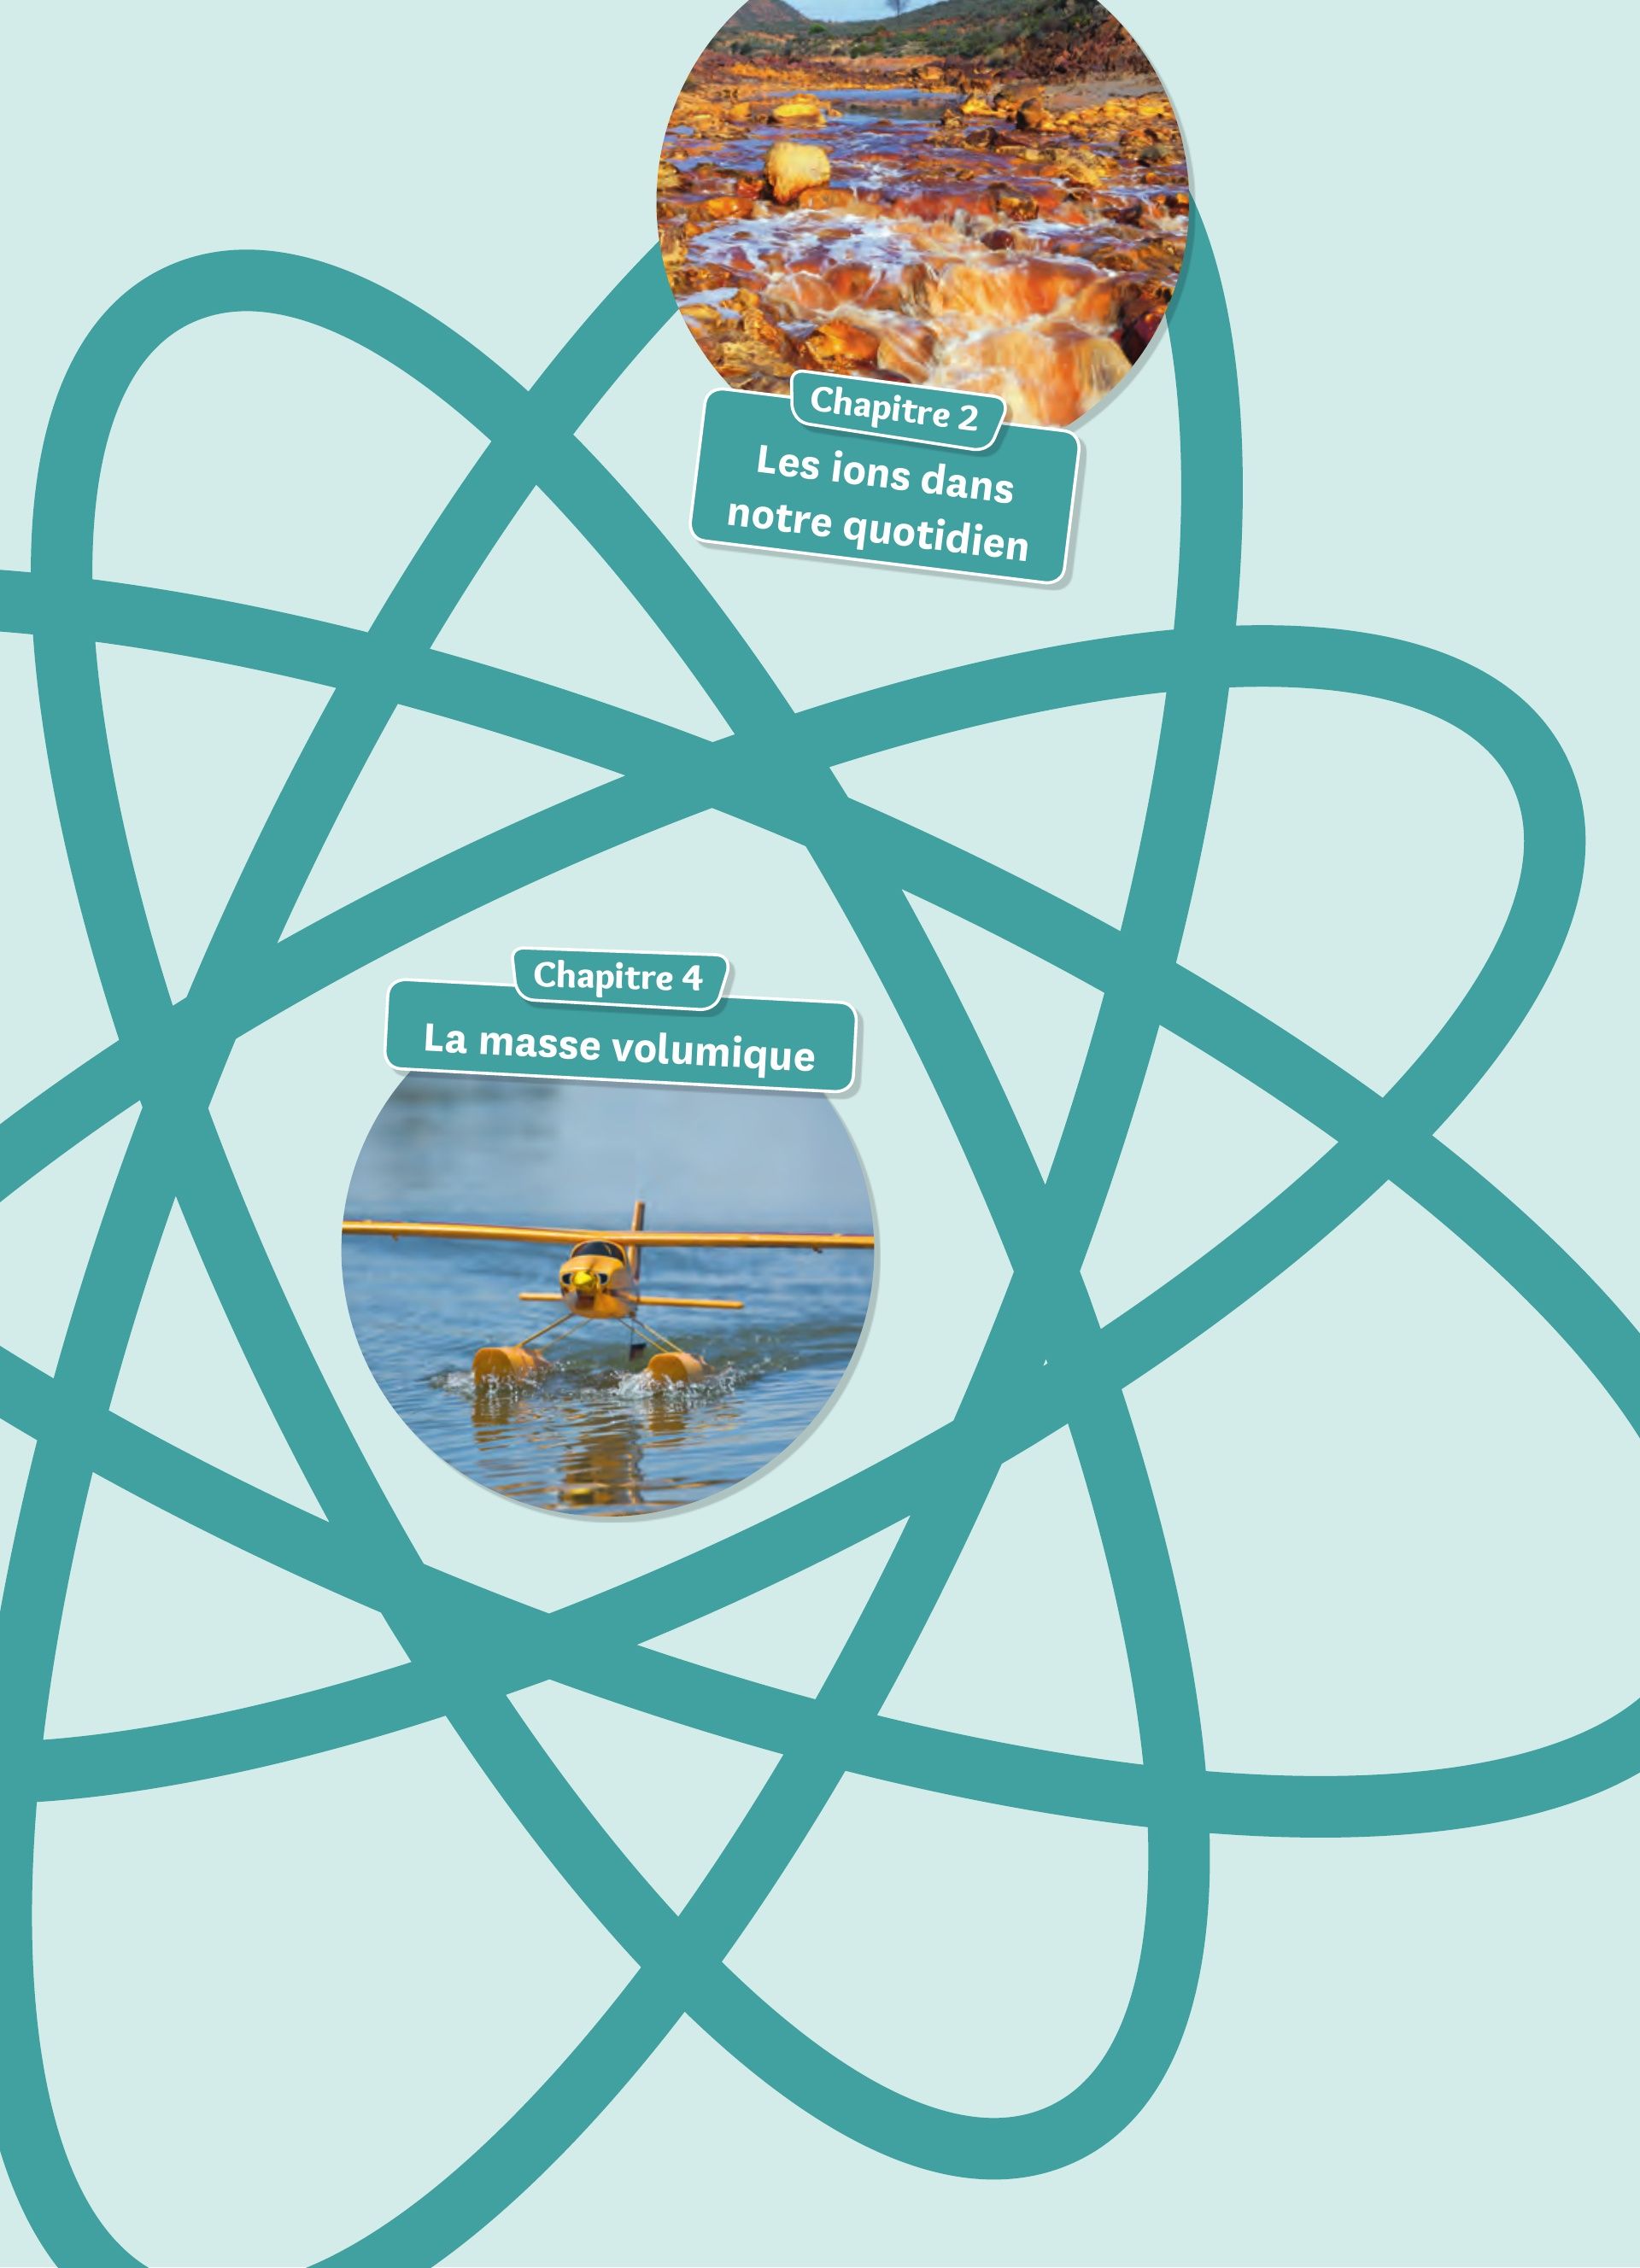 Chapitre 2
Les ions dans
notre quotidien
Chapitre 4
La masse volumique